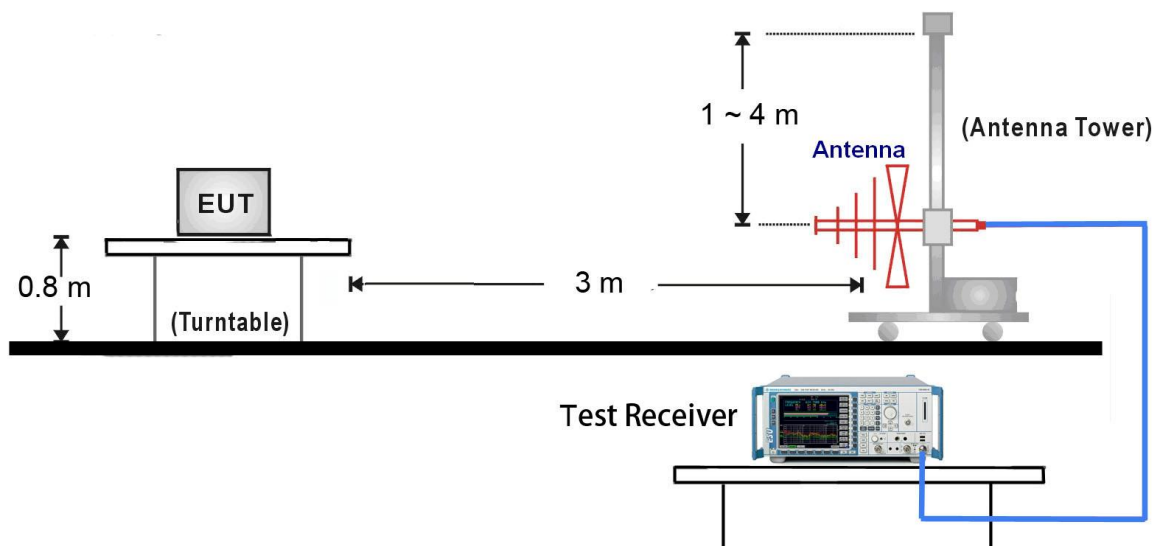 1 ~ 4 m
(Antenna Tower)
Antenna
EUT
0.8 m
3 m
(Turntable)
Test Receiver